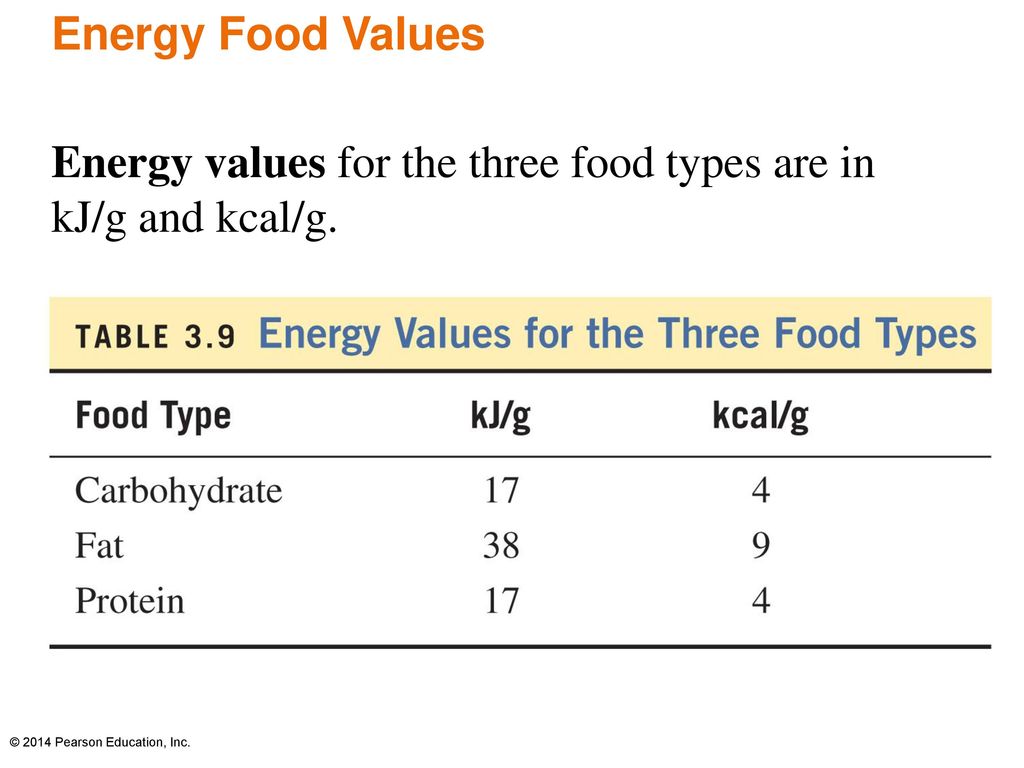 Energy Food Values
Energy values for the three food types are in
kJ/g and kcal/g.
TABLE 3.9 Energy Values for the Three Food Types
Food Type kJ/g kcal/g
Carbohydrate 17 4
Fat 38 9
Protein 17 4
© 2014 Pearson Education, Inc.